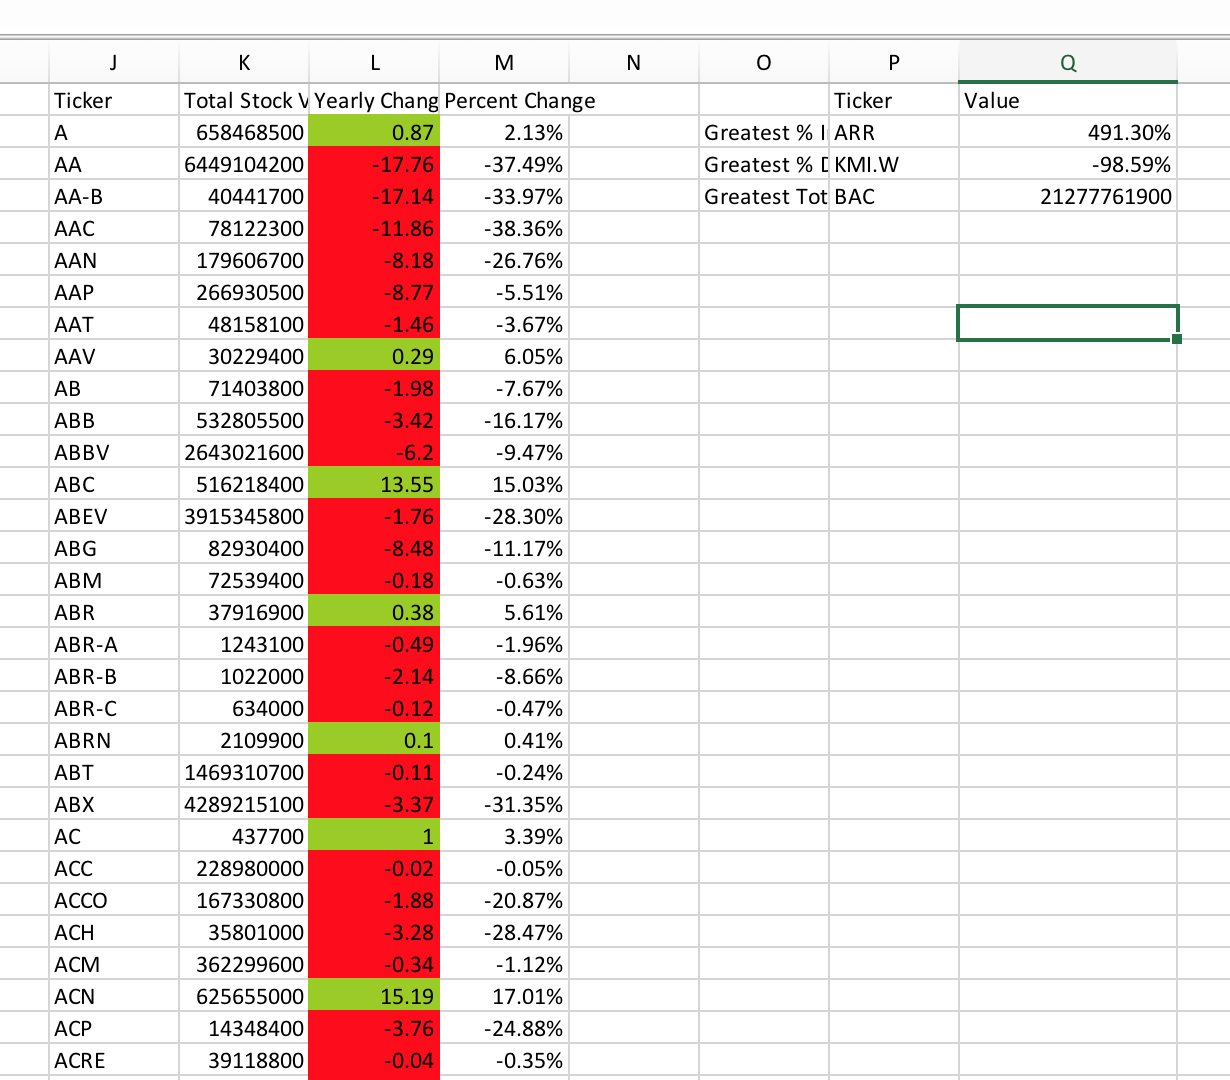 J K L M N O P Q
Ticker Total Stock V Yearly Chang Percent Change Ticker Value
A 658468500 0.87 2.13% Greatest % I ARR 491.30%
AA 6449104200 -17.76 -37.49% Greatest % D KMI.W -98.59%
AA-B 40441700 -17.14 -33.97% Greatest Tot BAC 21277761900
AAC 78122300 -11.86 -38.36%
AAN 179606700 -8.18 -26.76%
AAP 266930500 -8.77 -5.51%
AAT 48158100 -1.46 -3.67%
AAV 30229400 0.29 6.05%
AB 71403800 -1.98 -7.67%
ABB 532805500 -3.42 -16.17%
ABBV 2643021600 -6.2 -9.47%
ABC 516218400 13.55 15.03%
ABEV 3915345800 -1.76 -28.30%
ABG 82930400 -8.48 -11.17%
ABM 72539400 -0.18 -0.63%
ABR 37916900 0.38 5.61%
ABR-A 1243100 -0.49 -1.96%
ABR-B 1022000 -2.14 -8.66%
ABR-C 634000 -0.12 -0.47%
ABRN 2109900 0.1 0.41%
ABT 1469310700 -0.11 -0.24%
ABX 4289215100 -3.37 -31.35%
AC 437700 1 3.39%
ACC 228980000 -0.02 -0.05%
ACCO 167330800 -1.88 -20.87%
ACH 35801000 -3.28 -28.47%
ACM 362299600 -0.34 -1.12%
ACN 625655000 15.19 17.01%
ACP 14348400 -3.76 -24.88%
ACRE 39118800 -0.04 -0.35%